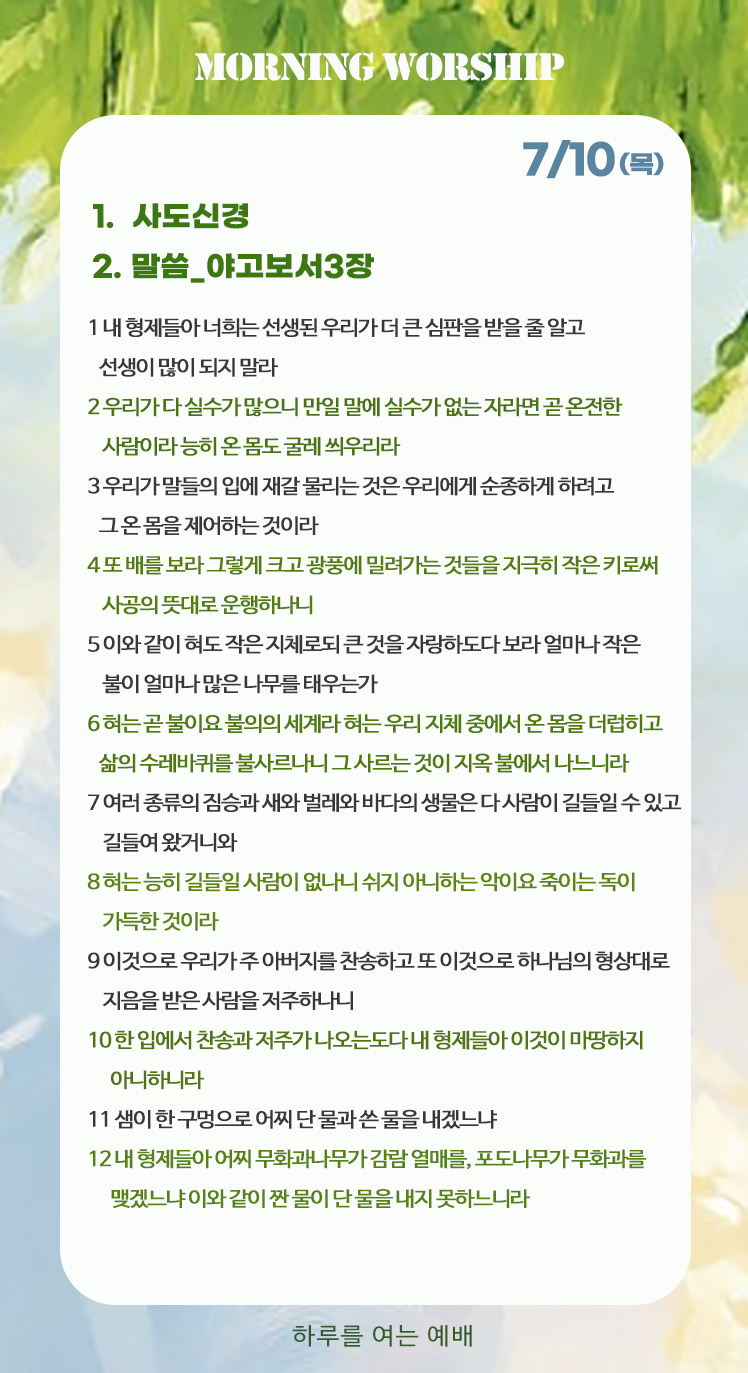 MORNING WORSHIP
7/10 (목)
1. 사도신경
2. 말씀_야고보서3장
1 내 형제들아 너희는 선생된 우리가 더 큰 심판을 받을 줄 알고
선생이 많이 되지 말라
2 우리가 다 실수가 많으니 만일 말에 실수가 없는 자라면 곧 온전한
사람이라 능히 온 몸도 굴레 씌우리라
3 우리가 말들의 입에 재갈 물리는 것은 우리에게 순종하게 하려고
그 온 몸을 제어하는 것이라
4 또 배를 보라 그렇게 크고 광풍에 밀려가는 것들을 지극히 작은 키로써
사공의 뜻대로 운행하나니
5 이와 같이 혀도 작은 지체로되 큰 것을 자랑하도다 보라 얼마나 작은
불이 얼마나 많은 나무를 태우는가
6 혀는 곧 불이요 불의의 세계라 혀는 우리 지체 중에서 온 몸을 더럽히고
삶의 수레바퀴를 불사르나니 그 사르는 것이 지옥 불에서 나느니라
7 여러 종류의 짐승과 새와 벌레와 바다의 생물은 다 사람이 길들일 수 있고
길들여 왔거니와
8 혀는 능히 길들일 사람이 없나니 쉬지 아니하는 악이요 죽이는 독이
가득한 것이라
9 이것으로 우리가 주 아버지를 찬송하고 또 이것으로 하나님의 형상대로
지음을 받은 사람을 저주하나니
10 한 입에서 찬송과 저주가 나오는도다 내 형제들아 이것이 마땅하지
아니하니라
11 샘이 한 구멍으로 어찌 단 물과 쓴 물을 내겠느냐
12 내 형제들아 어찌 무화과나무가 감람 열매를, 포도나무가 무화과를
맺겠느냐 이와 같이 짠 물이 단 물을 내지 못하느니라
하루를 여는 예배